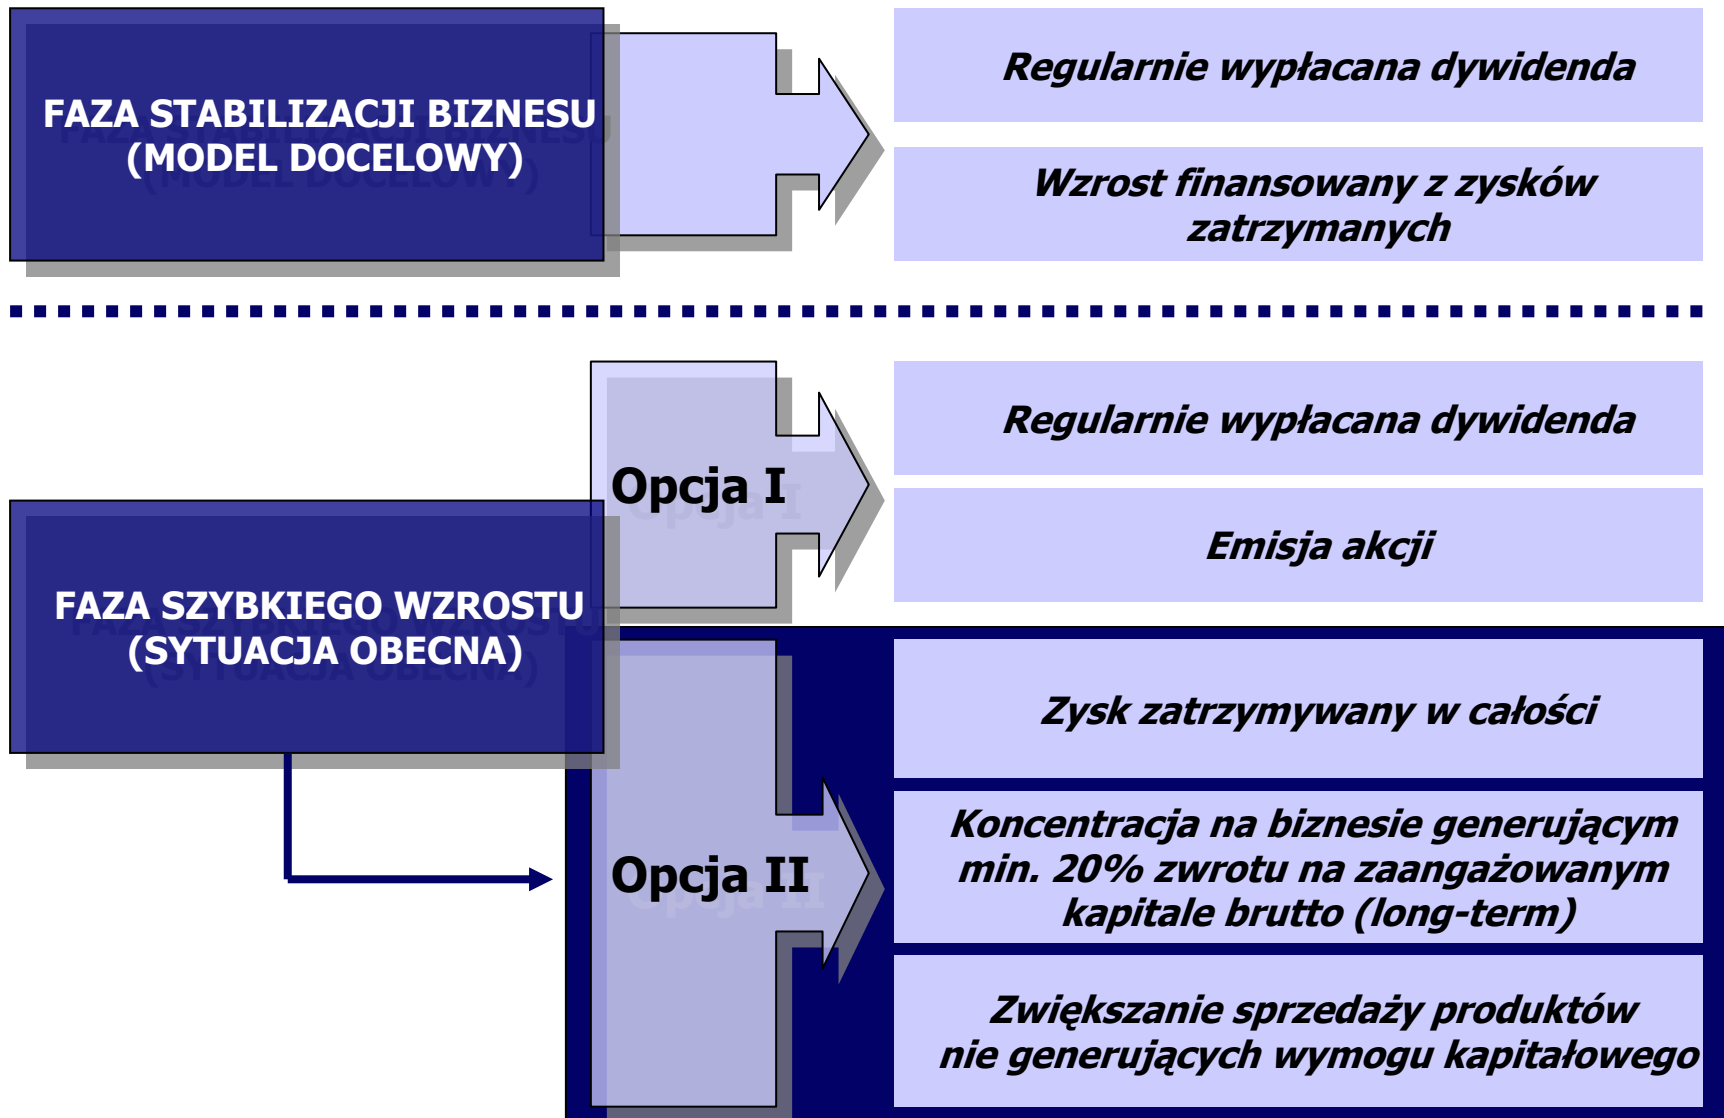 FAZA STABILIZACJI BIZNESU
(MODEL DOCELOWY)
Regularnie wypłacana dywidenda
Wzrost finansowany z zysków
zatrzymanych
FAZA SZYBKIEGO WZROSTU
(SYTUACJA OBECNA)
Opcja I
Regularnie wypłacana dywidenda
Emisja akcji
Opcja II
Zysk zatrzymywany w całości
Koncentracja na biznesie generującym
min. 20% zwrotu na zaangażowanym
kapitale brutto (long-term)
Zwiększanie sprzedaży produktów
nie generujących wymogu kapitałowego